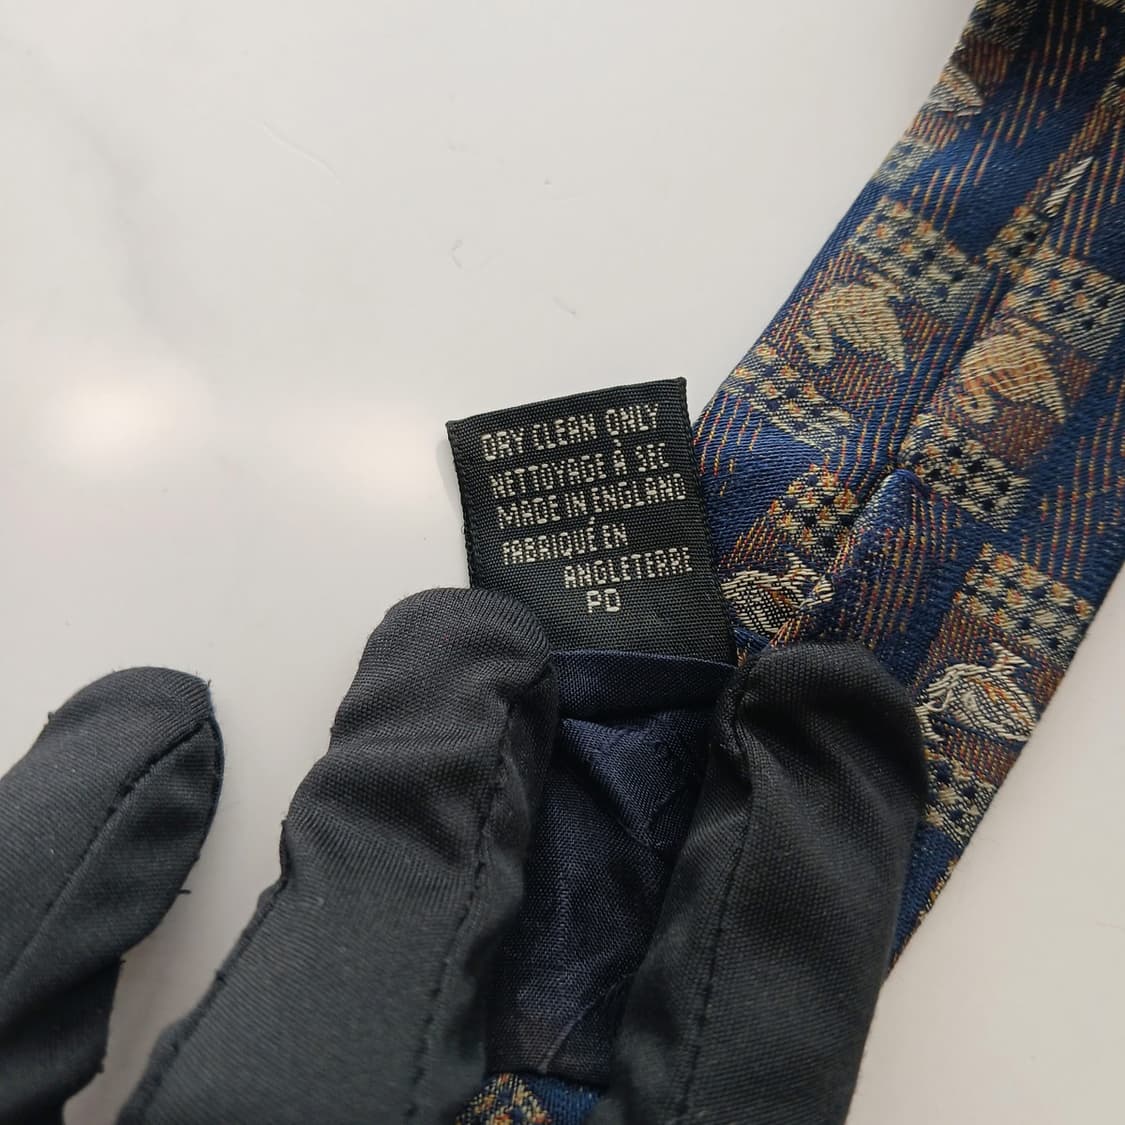 DRY CLEAN ONLY
NETTOYAGE À SEC
MADE IN ENGLAND
FABRIQUÉ EN
ANGLETERRE
PD